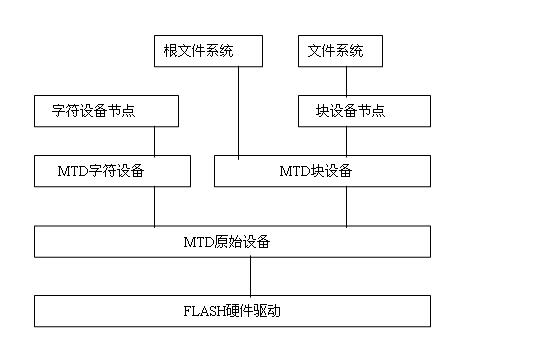 根文件系统
文件系统
字符设备节点
块设备节点
MTD字符设备
MTD块设备
MTD原始设备
FLASH硬件驱动